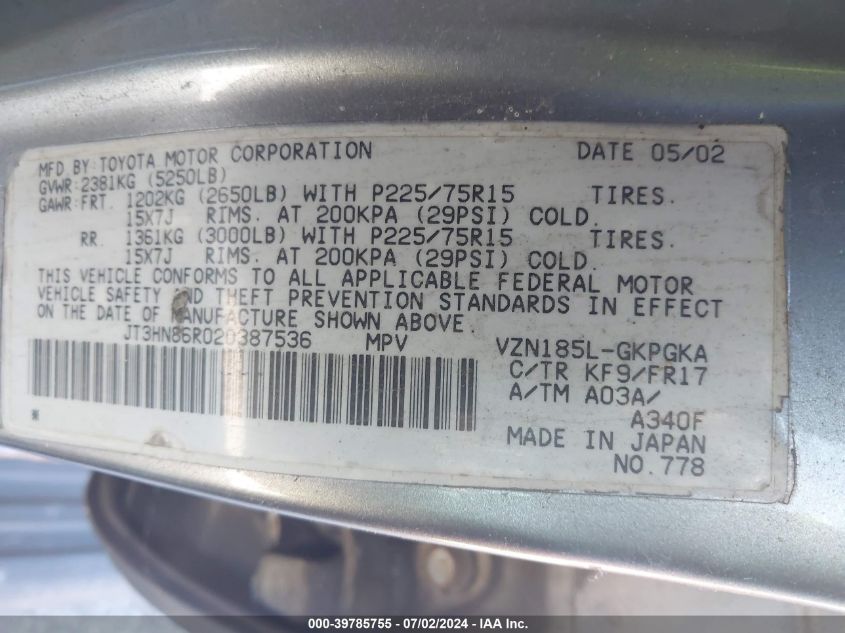 MFD BY:TOYOTA MOTOR CORPORATION DATE 05/02
GVWR:2381KG (5250LB)
GAWR:FRT. 1202KG (2650LB) WITH P225/75R15 TIRES.
15X7J RIMS. AT 200KPA (29PSI) COLD.
RR. 1361KG (3000LB) WITH P225/75R15 TIRES.
15X7J RIMS. AT 200KPA (29PSI) COLD.
THIS VEHICLE CONFORMS TO ALL APPLICABLE FEDERAL MOTOR
VEHICLE SAFETY AND THEFT PREVENTION STANDARDS IN EFFECT
ON THE DATE OF MANUFACTURE SHOWN ABOVE.
JT3HN86R020387536 MPV VZN185L-GKPGKA
C/TR KF9/FR17
A/TM A03A/
A340F
MADE IN JAPAN
NO.778
000-39785755 - 07/02/2024 - IAA Inc.